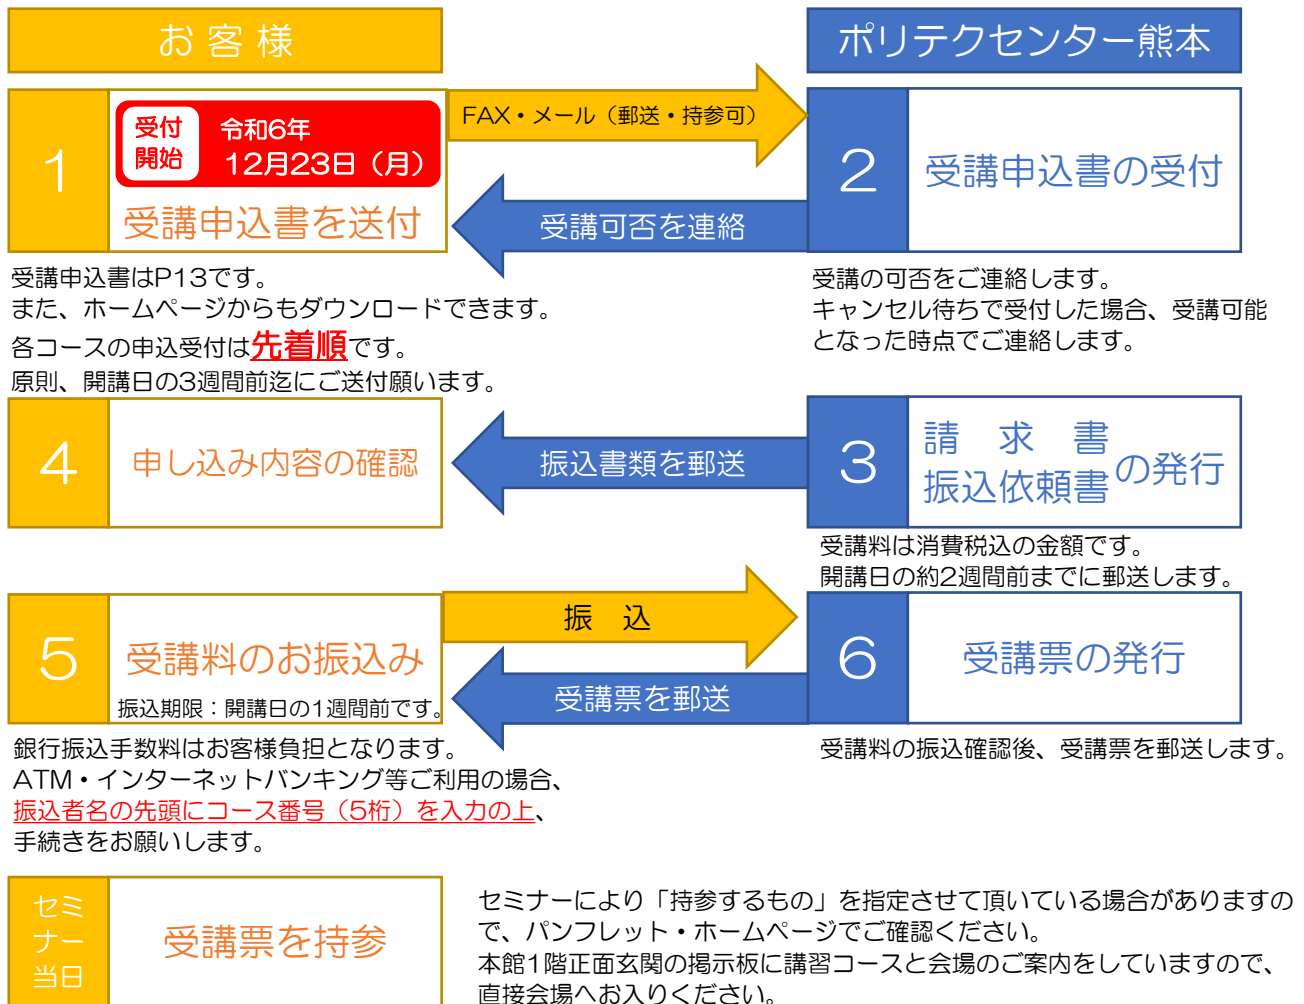 お客様
ポリテクセンター熊本
1
受付
開始
令和6年
12月23日（月）
受講申込書を送付
FAX・メール（郵送・持参可）
受講可否を連絡
2
受講申込書の受付
受講申込書はP13です。
また、ホームページからもダウンロードできます。
各コースの申込受付は先着順です。
原則、開講日の3週間前迄にご送付願います。
受講の可否をご連絡します。
キャンセル待ちで受付した場合、受講可能
となった時点でご連絡します。
4
申し込み内容の確認
振込書類を郵送
3
請　求　書
振込依頼書
の発行
受講料は消費税込の金額です。
開講日の約2週間前までに郵送します。
5
受講料のお振込み
振込期限：開講日の1週間前です。
振　込
受講票を郵送
6
受講票の発行
銀行振込手数料はお客様負担となります。
ATM・インターネットバンキング等ご利用の場合、
振込者名の先頭にコース番号（5桁）を入力の上、
手続きをお願いします。
受講料の振込確認後、受講票を郵送します。
セミ
ナー
当日
受講票を持参
セミナーにより「持参するもの」を指定させて頂いている場合がありますの
で、パンフレット・ホームページでご確認ください。
本館1階正面玄関の掲示板に講習コースと会場のご案内をしていますので、
直接会場へお入りください。